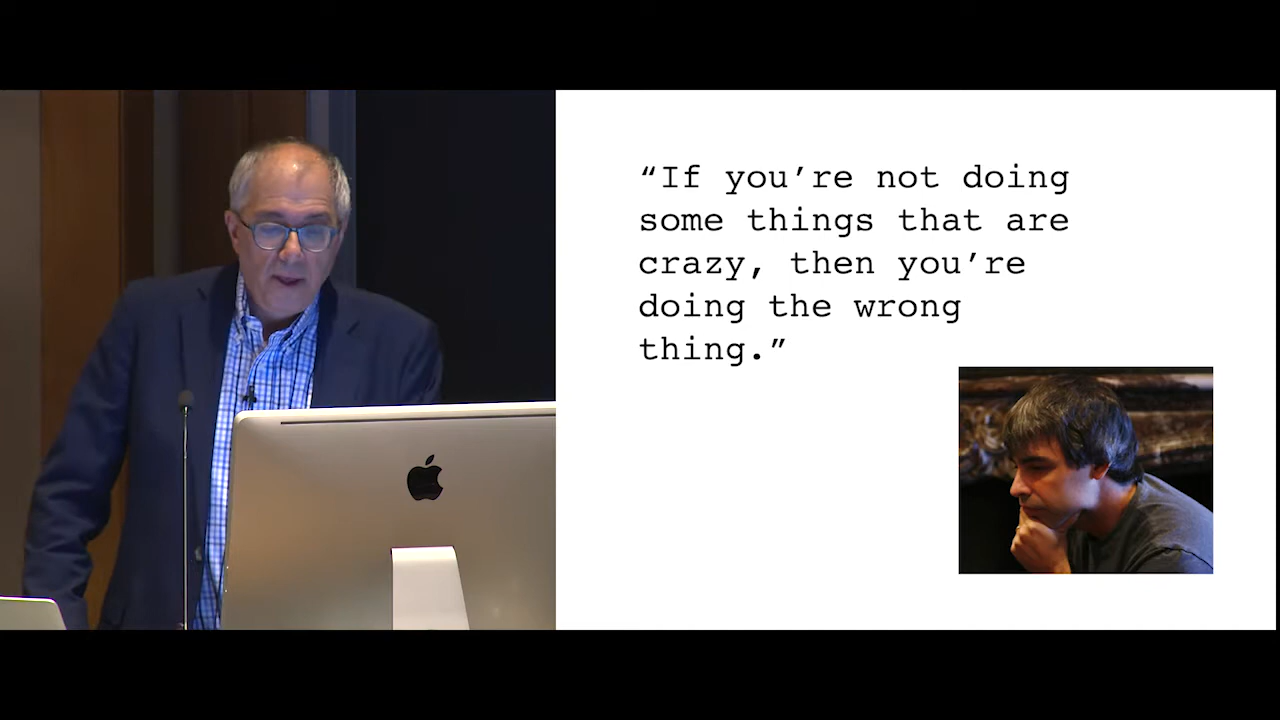 “If you’re not doing
some things that are
crazy, then you’re
doing the wrong
thing.”